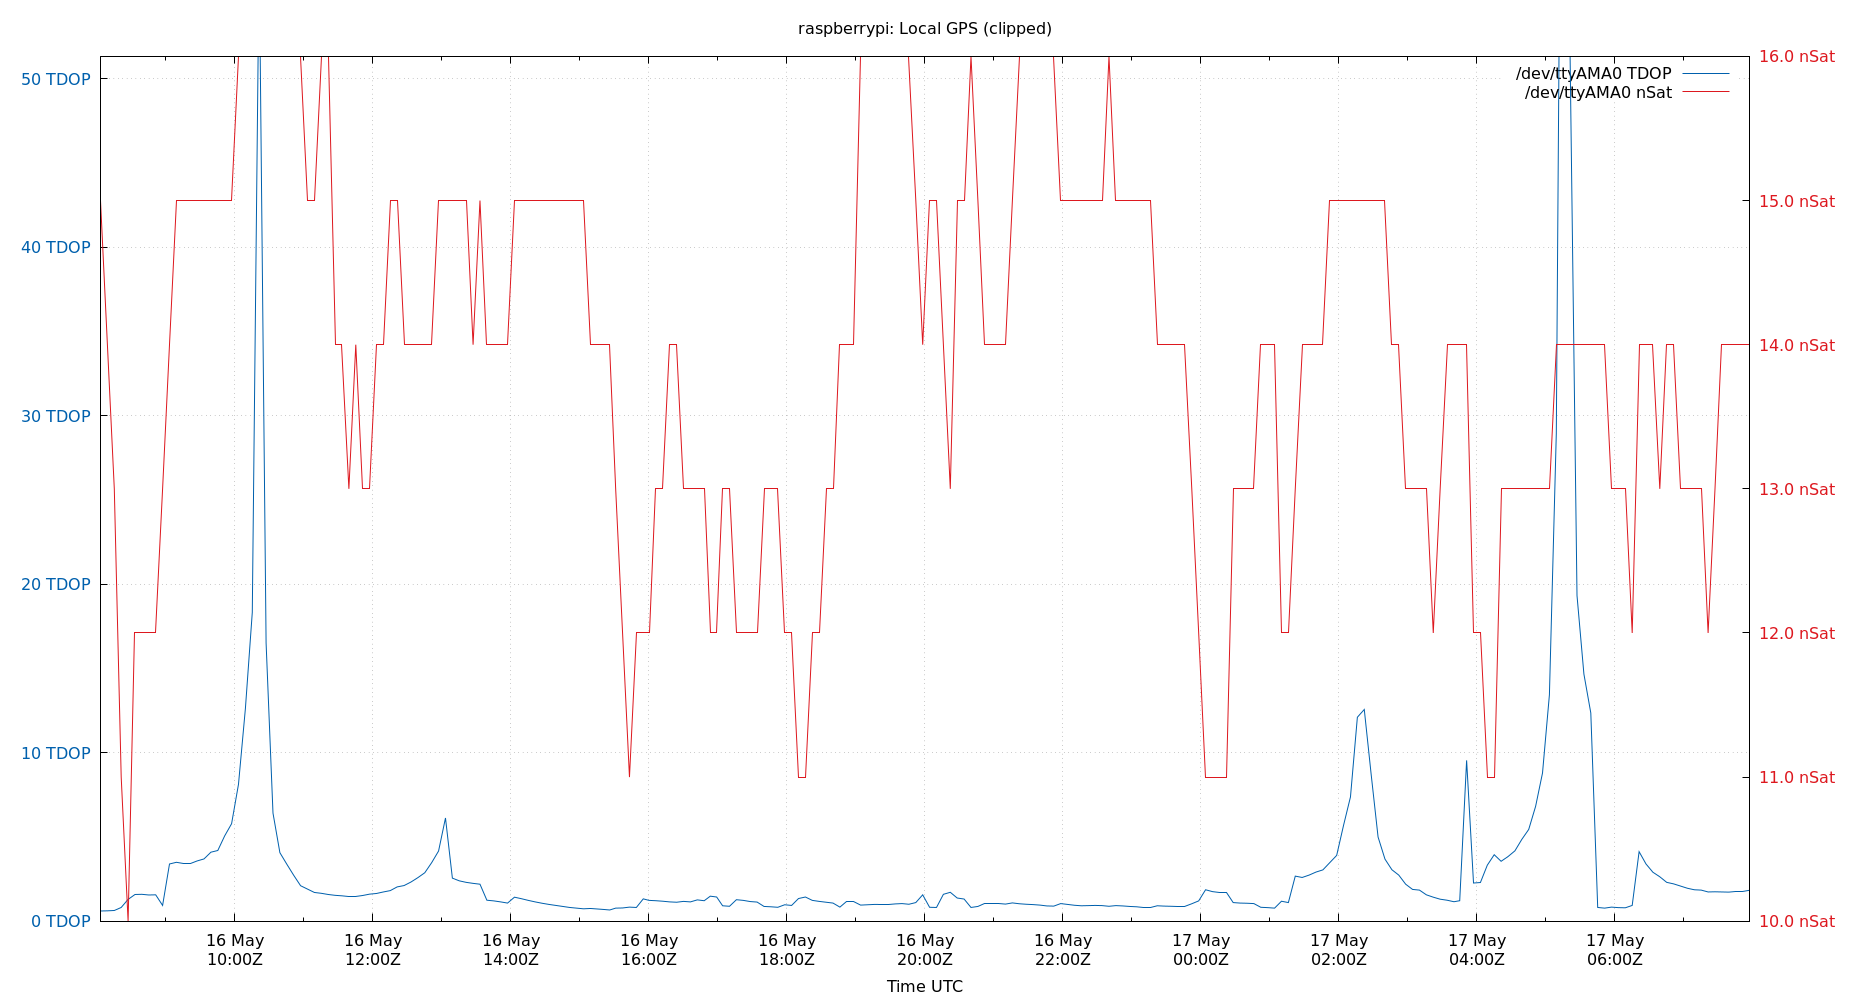 raspberrypi: Local GPS (clipped)
50 TDOP
40 TDOP
30 TDOP
20 TDOP
10 TDOP
0 TDOP
16.0 nSat
15.0 nSat
14.0 nSat
13.0 nSat
12.0 nSat
11.0 nSat
10.0 nSat
/dev/ttyAMA0 TDOP
/dev/ttyAMA0 nSat
16 May
10:00Z
16 May
12:00Z
16 May
14:00Z
16 May
16:00Z
16 May
18:00Z
16 May
20:00Z
16 May
22:00Z
17 May
00:00Z
17 May
02:00Z
17 May
04:00Z
17 May
06:00Z
Time UTC